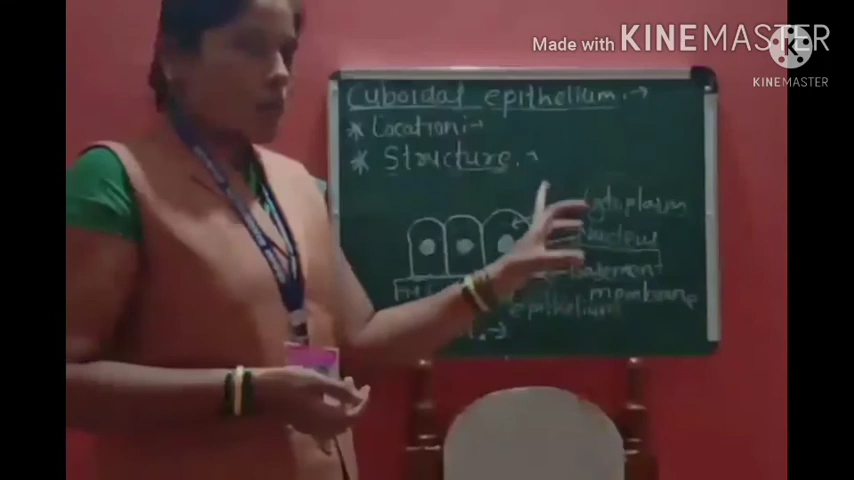 Made with KINEMASTER
KINEMASTER
Cuboidal epithelium :→
* Location :→
* Structure :→
Cytoplasm
Nucleus
Basement
membrane
epithelium